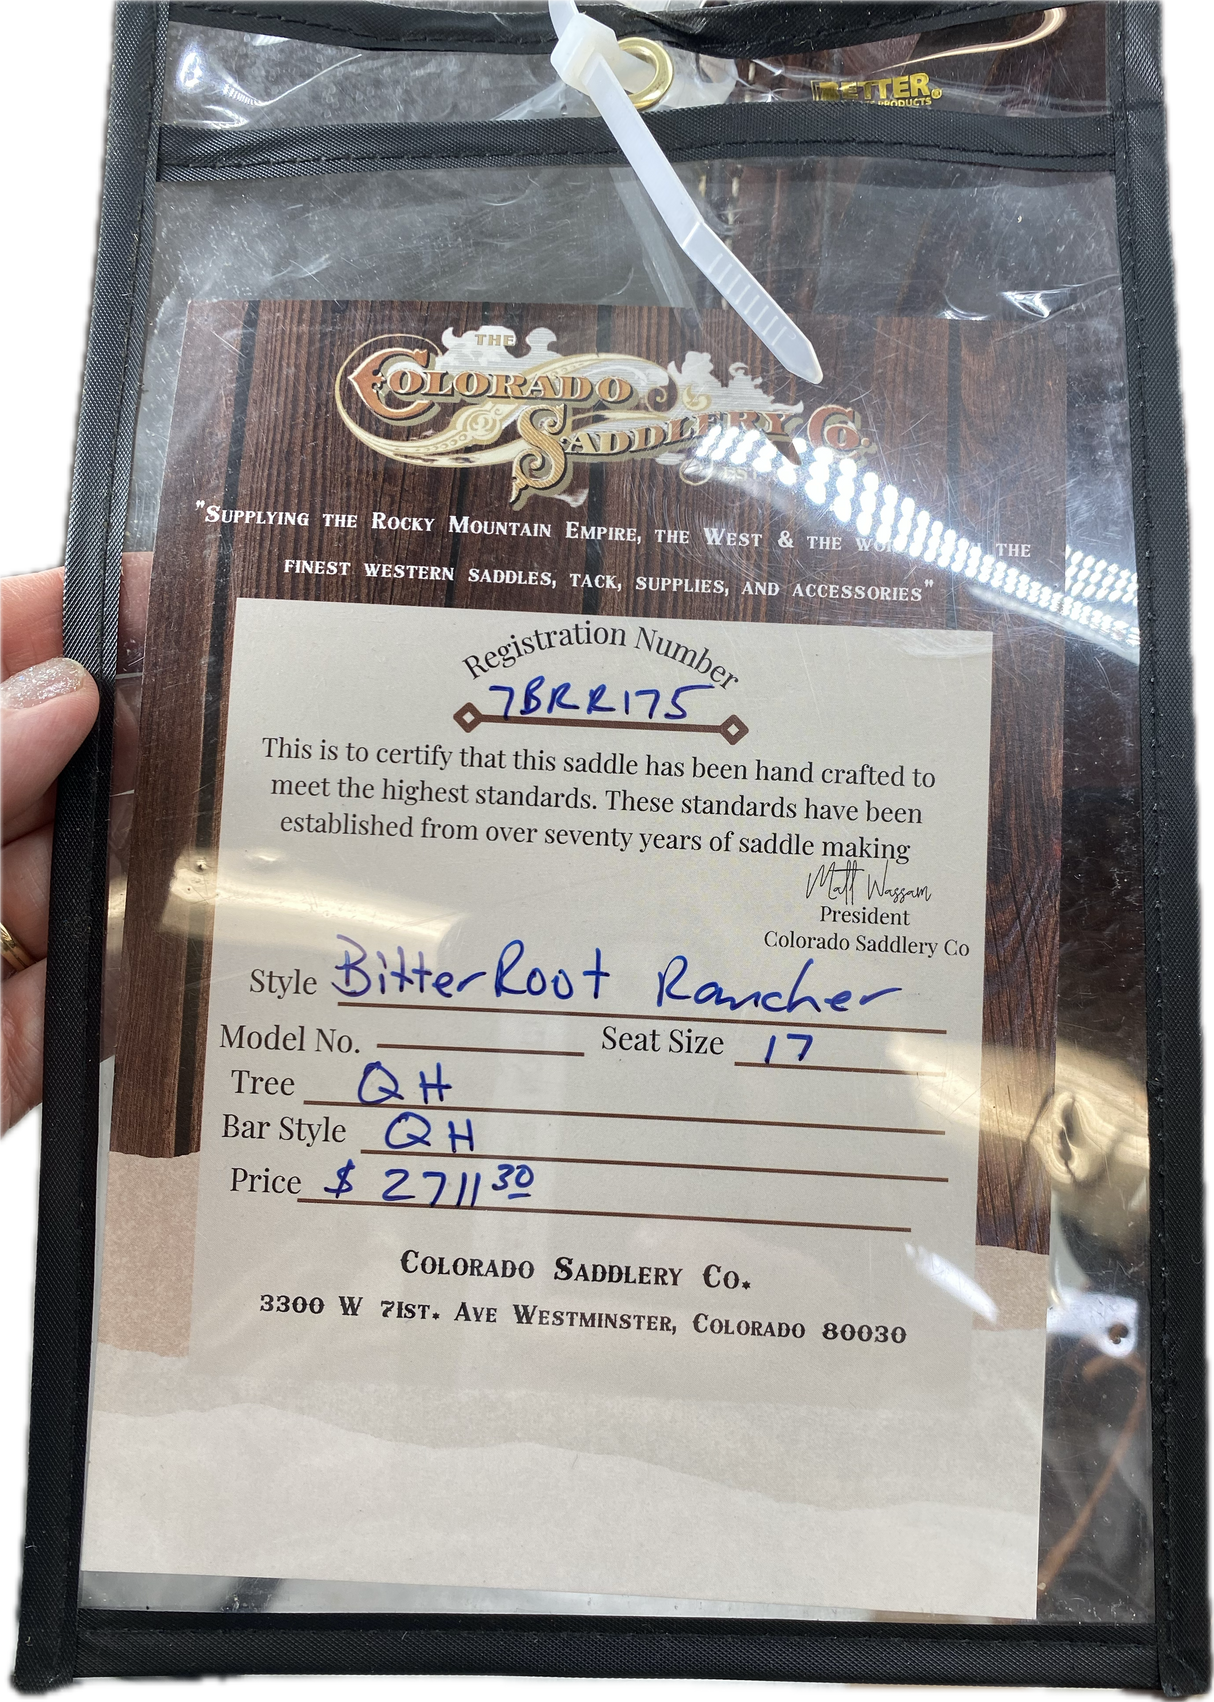 BETTER®
PRODUCTS
THE
COLORADO
SADDLERY CO.
"SUPPLYING THE ROCKY MOUNTAIN EMPIRE, THE WEST & THE THE
FINEST WESTERN SADDLES, TACK, SUPPLIES, AND ACCESSORIES"
Registration Number
7BRR175
This is to certify that this saddle has been hand crafted to
meet the highest standards. These standards have been
established from over seventy years of saddle making
Matt Wassam
President
Colorado Saddlery Co
Style BitterRoot Rancher
Model No. Seat Size 17
Tree QH
Bar Style QH
Price $ 2711 30
COLORADO SADDLERY CO.
3300 W 71ST. AVE WESTMINSTER, COLORADO 80030